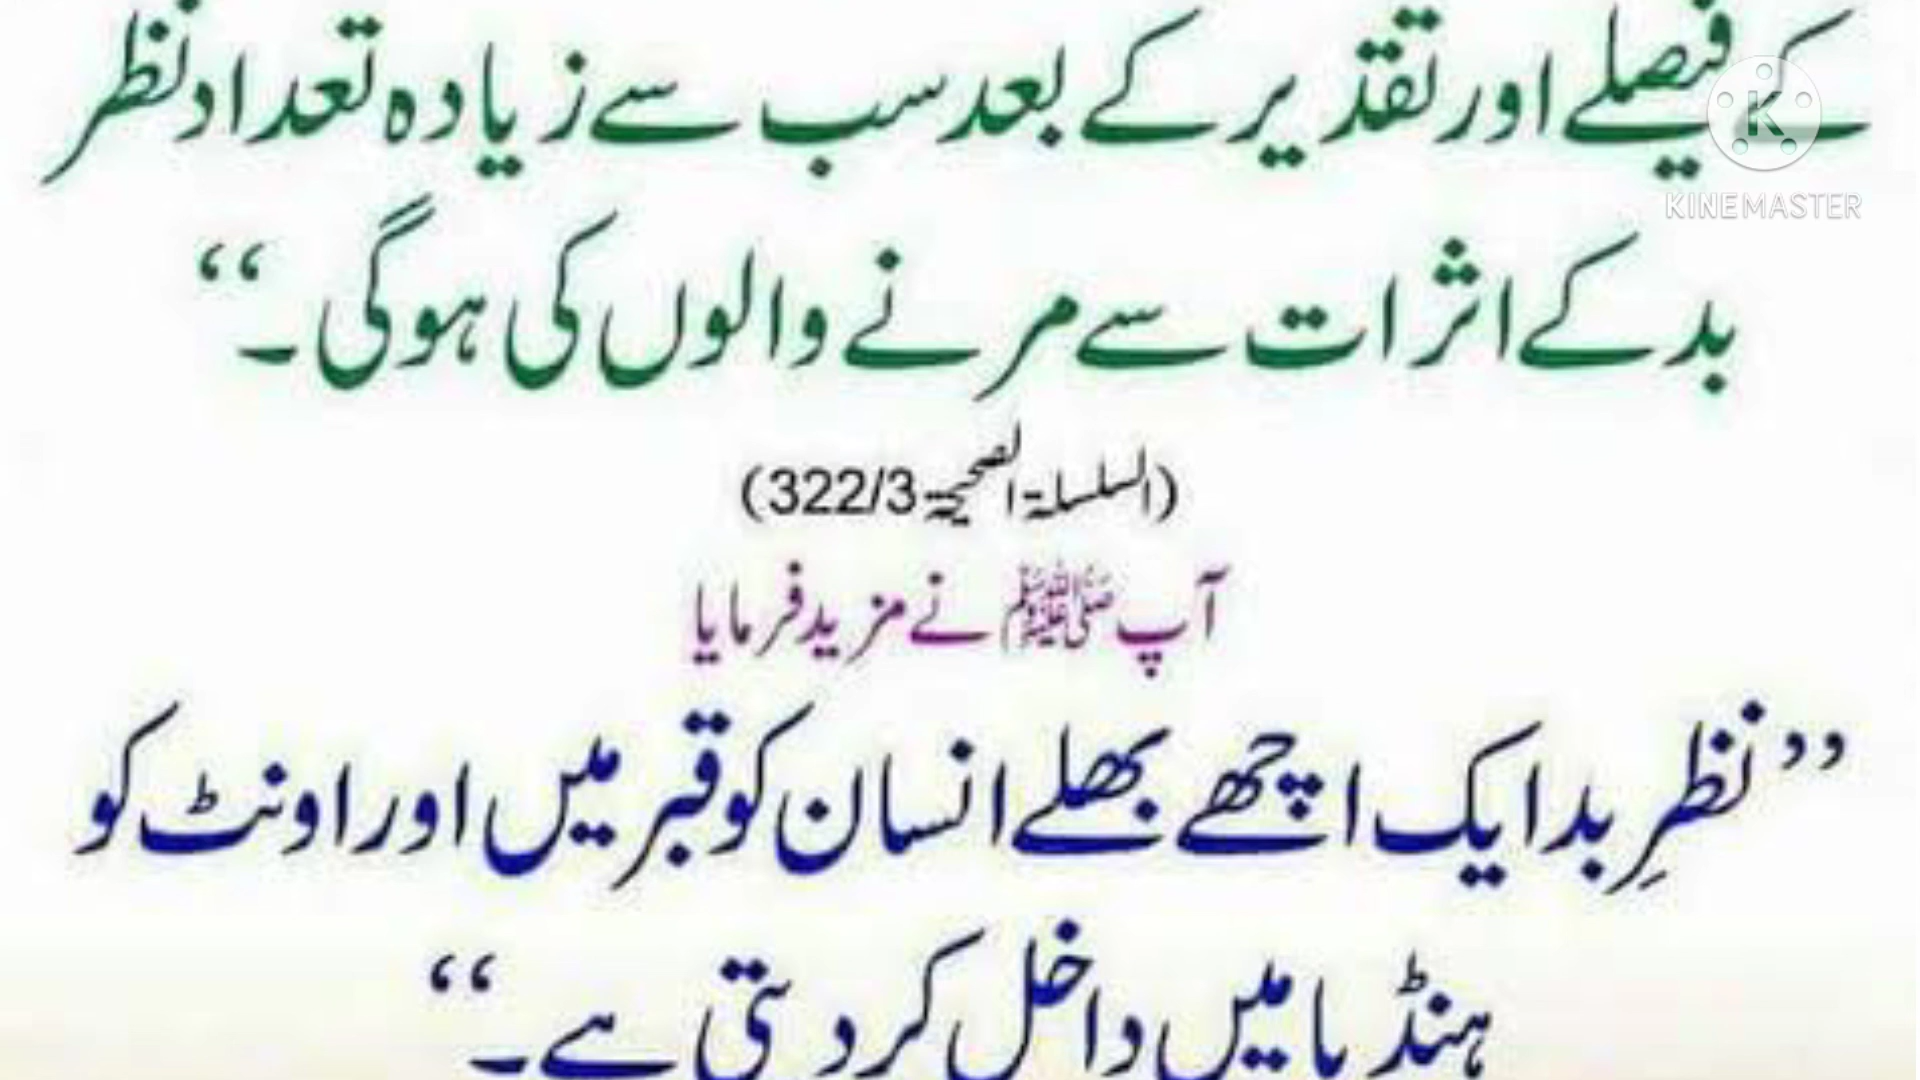 کے فیصلے اور تقدیر کے بعد سب سے زیادہ تعداد نظر
بد کے اثرات سے مرنے والوں کی ہوگی۔“
(السلسلۃ الصحیحۃ 322/3)
آپ ﷺ نے مزید فرمایا
”نظرِ بد ایک اچھے بھلے انسان کو قبر میں اور اونٹ کو
ہنڈیا میں داخل کر دیتی ہے۔“
K
KINEMASTER